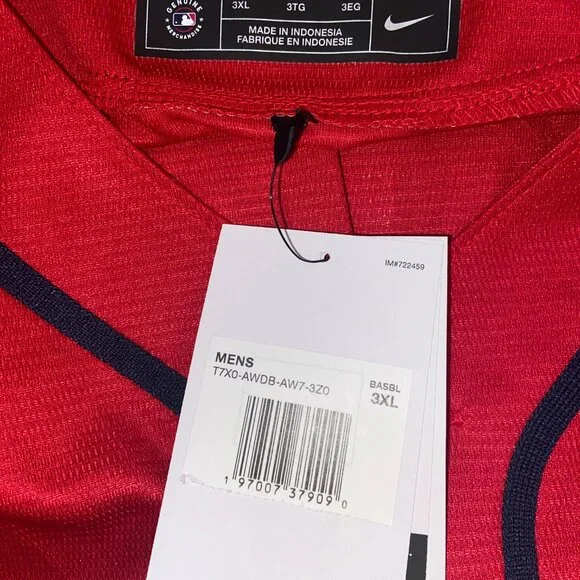 GENUINE
MERCHANDISE
3XL 3TG 3EG
MADE IN INDONESIA
FABRIQUE EN INDONESIE
IM#722459
MENS
T7X0-AWDB-AW7-3Z0
BASBL
3XL
1 97007 37909 0